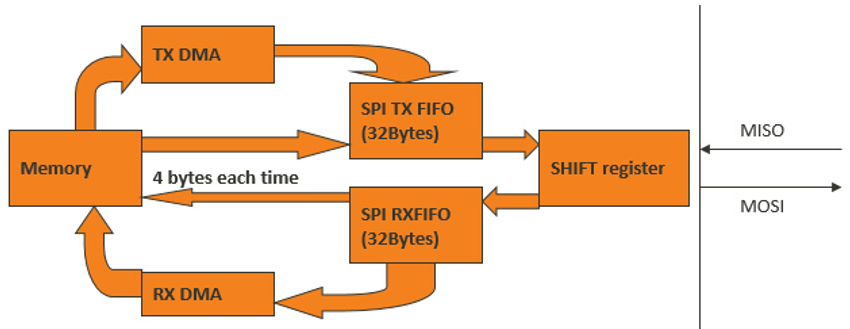 TX DMA
SPI TX FIFO
(32Bytes)
MISO
Memory
SHIFT register
4 bytes each time
MOSI
SPI RXFIFO
(32Bytes)
RX DMA